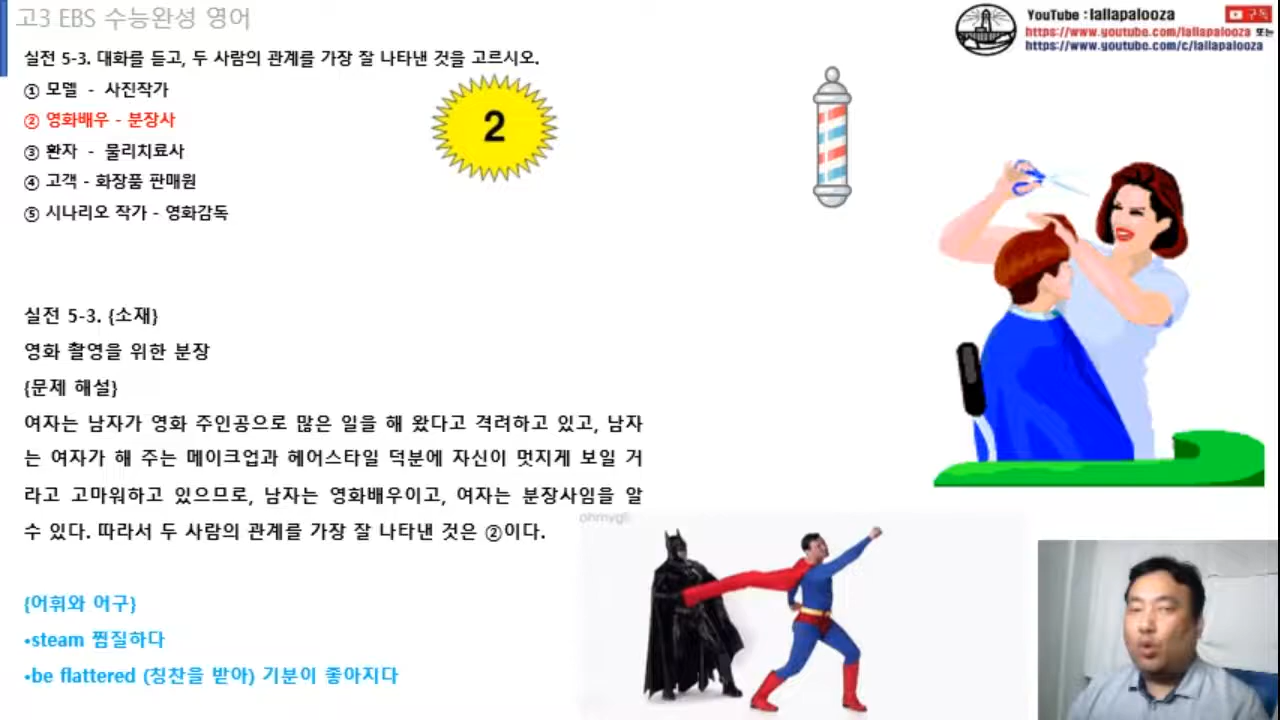 고3 EBS 수능완성 영어
YouTube : lallapalooza
구독
https://www.youtube.com/lallapalooza 또는
https://www.youtube.com/c/lallapalooza
실전 5-3. 대화를 듣고, 두 사람의 관계를 가장 잘 나타낸 것을 고르시오.
① 모델 - 사진작가
② 영화배우 - 분장사
③ 환자 - 물리치료사
④ 고객 - 화장품 판매원
⑤ 시나리오 작가 - 영화감독
2
실전 5-3. {소재}
영화 촬영을 위한 분장
{문제 해설}
여자는 남자가 영화 주인공으로 많은 일을 해 왔다고 격려하고 있고, 남자
는 여자가 해 주는 메이크업과 헤어스타일 덕분에 자신이 멋지게 보일 거
라고 고마워하고 있으므로, 남자는 영화배우이고, 여자는 분장사임을 알
수 있다. 따라서 두 사람의 관계를 가장 잘 나타낸 것은 ②이다.
{어휘와 어구}
•steam 찜질하다
•be flattered (칭찬을 받아) 기분이 좋아지다